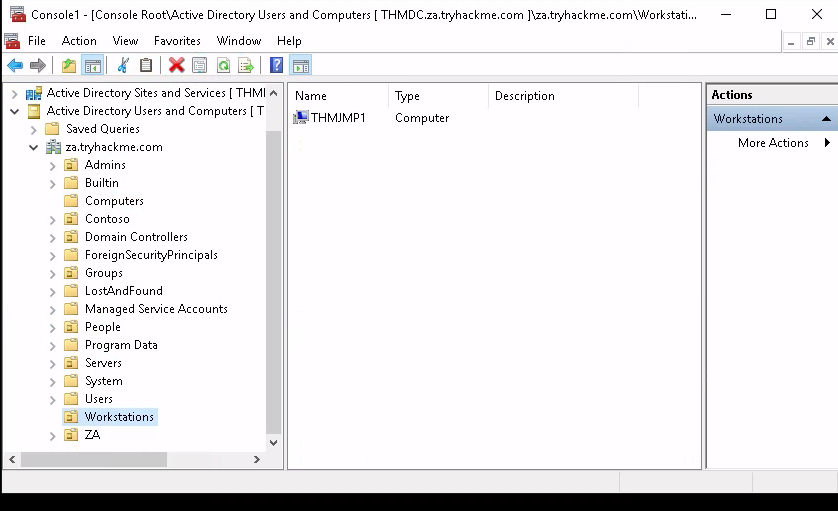 Console1 - [Console Root\Active Directory Users and Computers [ THMDC.za.tryhackme.com ]\za.tryhackme.com\Workstati...
File Action View Favorites Window Help
Active Directory Sites and Services [ THMI
Active Directory Users and Computers [ T
Saved Queries
za.tryhackme.com
Admins
Builtin
Computers
Contoso
Domain Controllers
ForeignSecurityPrincipals
Groups
LostAndFound
Managed Service Accounts
People
Program Data
Servers
System
Users
Workstations
ZA
Name Type Description
THMJMP1 Computer
Actions
Workstations
More Actions